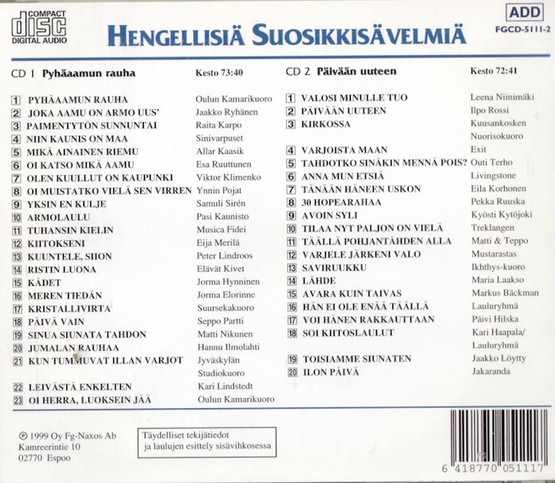 COMPACT
disc
DIGITAL AUDIO
HENGELLISIÄ SUOSIKKISÄVELMIÄ
ADD
FGCD-5111-2
CD 1 Pyhäaamun rauha Kesto 73:40
1 PYHÄAAMUN RAUHA Oulun Kamarikuoro
2 JOKA AAMU ON ARMO UUS' Jaakko Ryhänen
3 PAIMENTYTÖN SUNNUNTAI Raita Karpo
4 NIIN KAUNIS ON MAA Sinivarpuset
5 MIKÄ AINAINEN RIEMU Allar Kaasik
6 OI KATSO MIKÄ AAMU Esa Ruuttunen
7 OLEN KUULLUT ON KAUPUNKI Viktor Klimenko
8 OI MUISTATKO VIELÄ SEN VIRREN Ynnin Pojat
9 YKSIN EN KULJE Samuli Sirén
10 ARMOLAULU Pasi Kaunisto
11 TUHANSIN KIELIN Musica Fidei
12 KIITOKSENI Eija Merilä
13 KUUNTELE, SIION Peter Lindroos
14 RISTIN LUONA Elävät Kivet
15 KÄDET Jorma Hynninen
16 MEREN TIEDÄN Jorma Elorinne
17 KRISTALLIVIRTA Suursekakuoro
18 PÄIVÄ VAIN Seppo Partti
19 SINUA SIUNATA TAHDON Matti Nikunen
20 JUMALAN RAUHAA Hannu Ilmolahti
21 KUN TUMMUVAT ILLAN VARJOT Jyväskylän
Studiokuoro
22 LEIVÄSTÄ ENKELTEN Kari Lindstedt
23 OI HERRA, LUOKSEIN JÄÄ Oulun Kamarikuoro
CD 2 Päivään uuteen Kesto 72:41
1 VALOSI MINULLE TUO Leena Niinimäki
2 PÄIVÄÄN UUTEEN Ilpo Rossi
3 KIRKOSSA Kuusankosken
Nuorisokuoro
4 VARJOISTA MAAN Exit
5 TAHDOTKO SINÄKIN MENNÄ POIS? Outi Terho
6 ANNA MUN ETSIÄ Livingstone
7 TÄNÄÄN HÄNEEN USKON Eila Korhonen
8 30 HOPEARAHAA Pekka Ruuska
9 AVOIN SYLI Kyösti Kytöjoki
10 TILAA NYT PALJON ON VIELÄ Treklangen
11 TÄÄLLÄ POHJANTÄHDEN ALLA Matti & Teppo
12 VARJELE JÄRKENI VALO Mustarastas
13 SAVIRUUKKU Ikhthys-kuoro
14 LÄHDE Maria Laakso
15 AVARA KUIN TAIVAS Markus Bäckman
16 HÄN EI OLE ENÄÄ TÄÄLLÄ Lauluryhmä
17 VOI HÄNEN RAKKAUTTAAN Päivi Hilska
18 SOI KIITOSLAULUT Kari Haapala/
Lauluryhmä
19 TOISIAMME SIUNATEN Jaakko Löytty
20 ILON PÄIVÄ Jakaranda
℗ 1999 Oy Fg-Naxos Ab
Kamreerintie 10
02770 Espoo
Täydelliset tekijätiedot
ja laulujen esittely sisävihkosessa
6 418770 051117